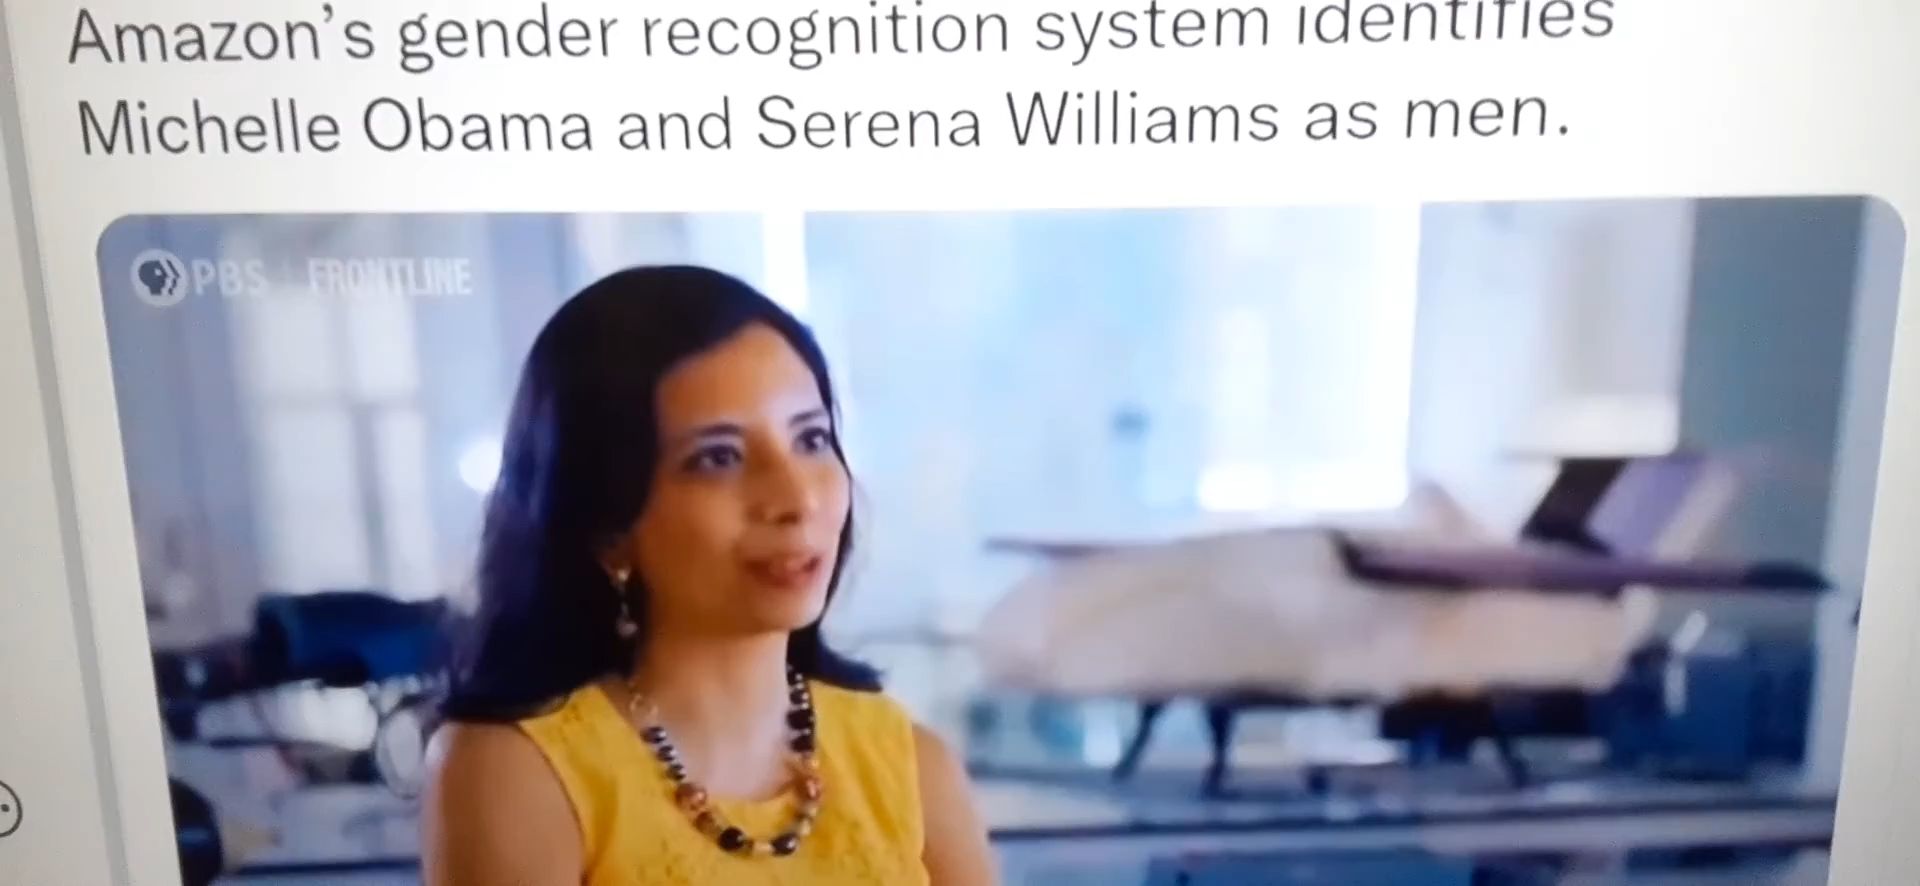 Amazon's gender recognition system identifies
Michelle Obama and Serena Williams as men.
PBS FRONTLINE